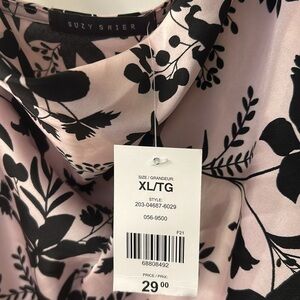 SUZY SHIER
SIZE / GRANDEUR
XL/TG
STYLE:
203-04687-6029
056-9500
F21
68808492
PRICE / PRIX:
29.00